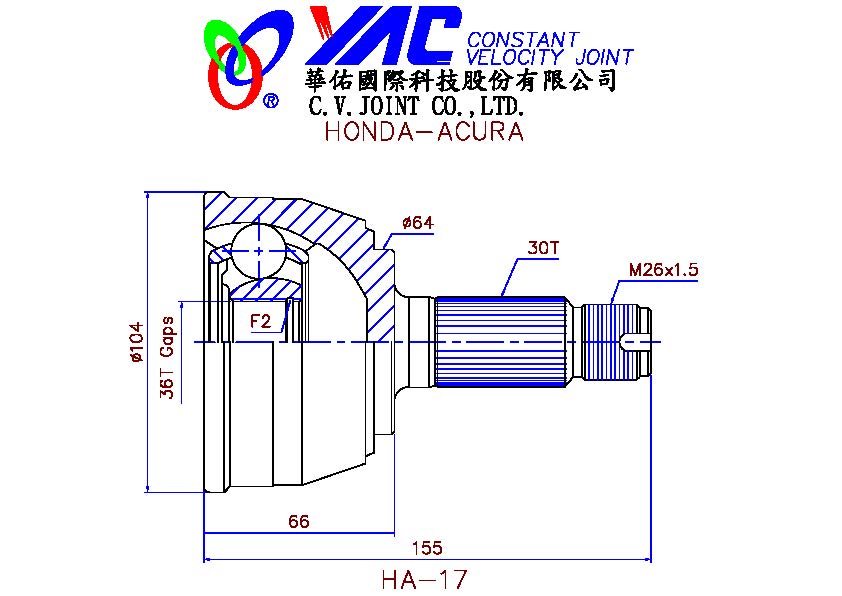 YAC CONSTANT
VELOCITY JOINT
®
華佑國際科技股份有限公司
C.V.JOINT CO.,LTD.
HONDA-ACURA
ø64
30T
M26x1.5
F2
ø104
36T Gaps
66
155
HA-17